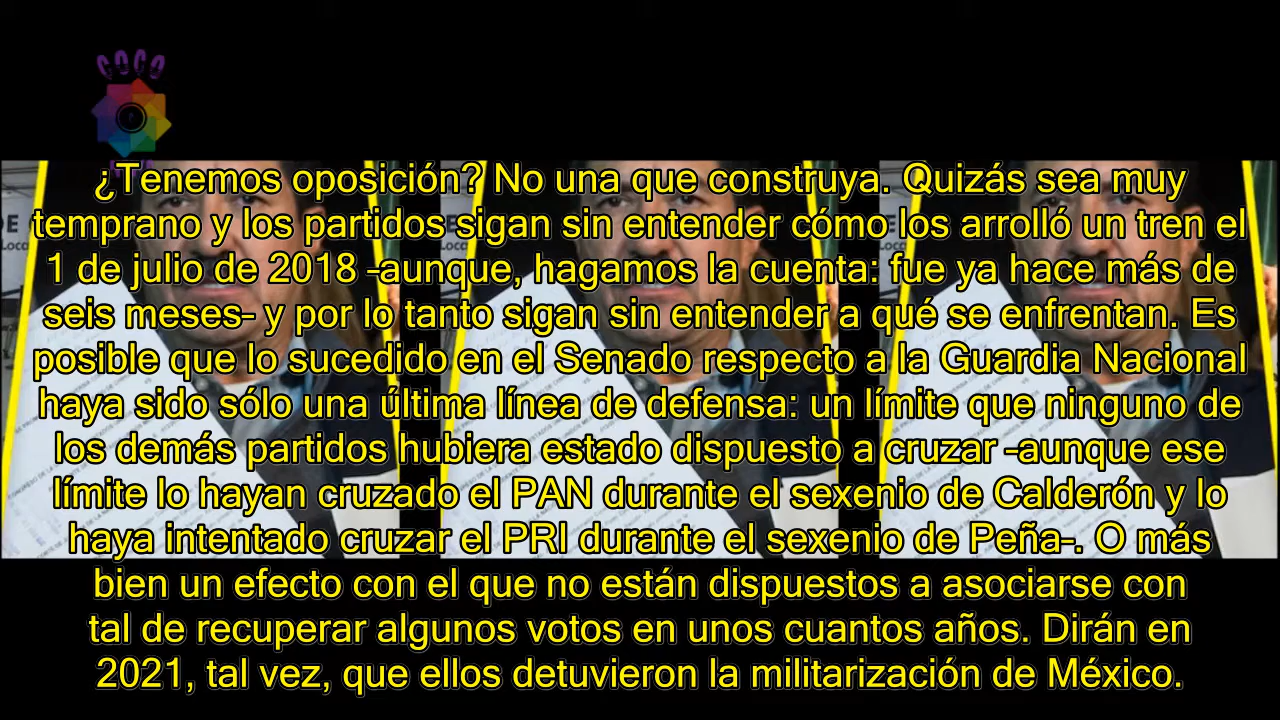 COCO
¿Tenemos oposición? No una que construya. Quizás sea muy
temprano y los partidos sigan sin entender cómo los arrolló un tren el
1 de julio de 2018 –aunque, hagamos la cuenta: fue ya hace más de
seis meses– y por lo tanto sigan sin entender a qué se enfrentan. Es
posible que lo sucedido en el Senado respecto a la Guardia Nacional
haya sido sólo una última línea de defensa: un límite que ninguno de
los demás partidos hubiera estado dispuesto a cruzar –aunque ese
límite lo hayan cruzado el PAN durante el sexenio de Calderón y lo
haya intentado cruzar el PRI durante el sexenio de Peña–. O más
bien un efecto con el que no están dispuestos a asociarse con
tal de recuperar algunos votos en unos cuantos años. Dirán en
2021, tal vez, que ellos detuvieron la militarización de México.